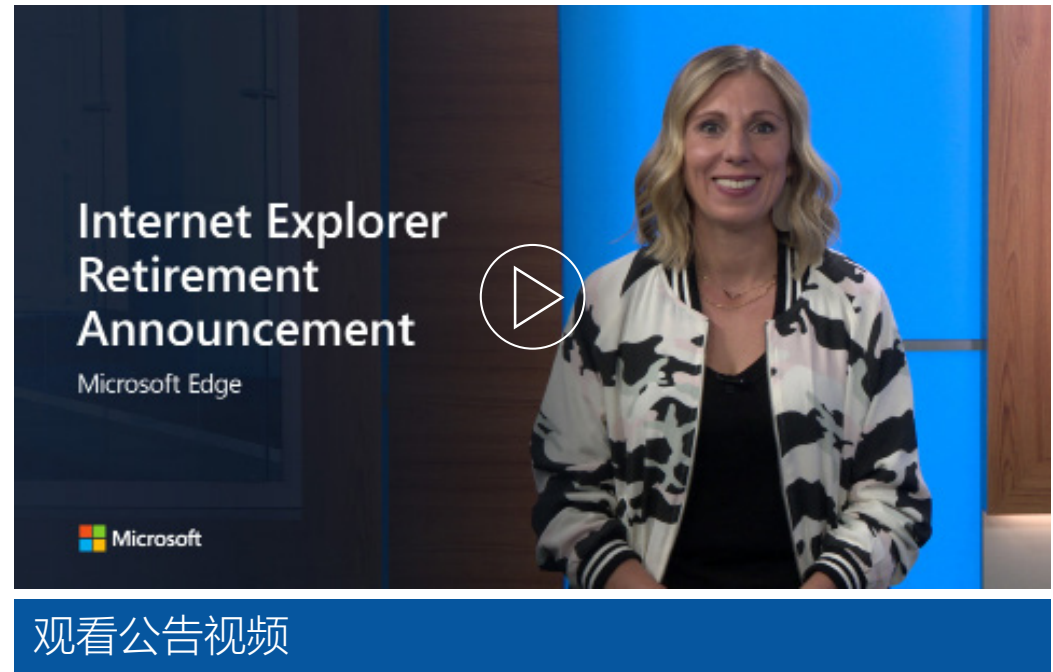 Internet Explorer
Retirement
Announcement
Microsoft Edge
Microsoft
观看公告视频